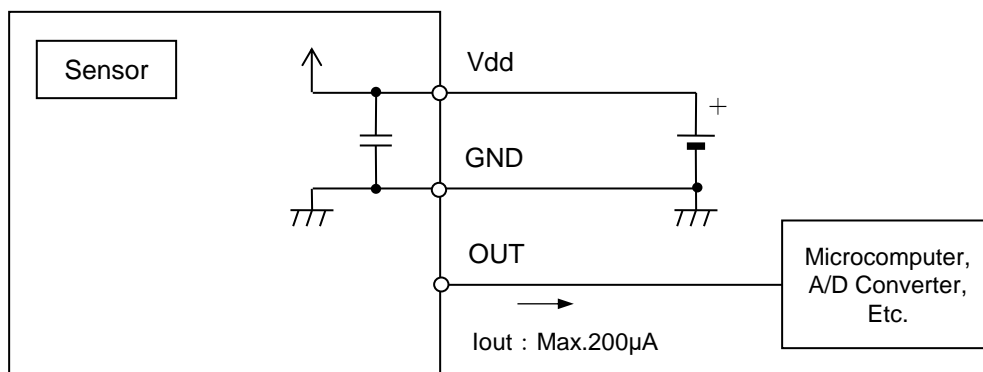 Sensor
Vdd
+
GND
OUT
Iout : Max.200µA
Microcomputer,
A/D Converter,
Etc.